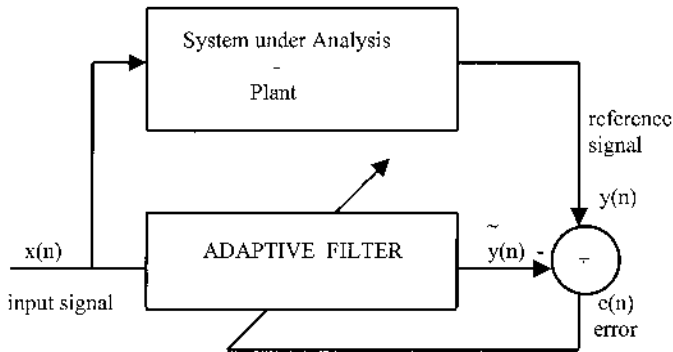 System under Analysis
-
Plant
reference
signal
y(n)
x(n)
ADAPTIVE FILTER
~
y(n) -
+
input signal
e(n)
error